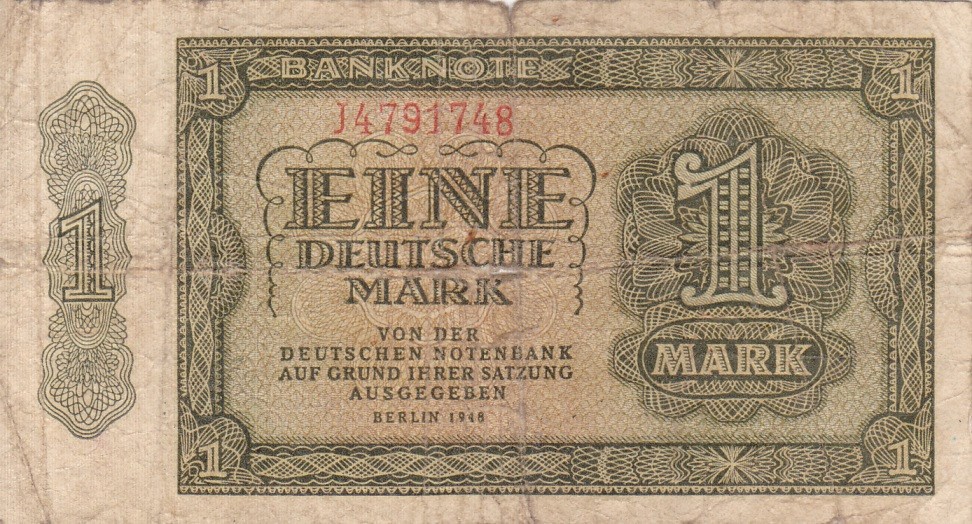 1 BANKNOTE 1
J4791748
EINE
DEUTSCHE
MARK
1
1
MARK
VON DER
DEUTSCHEN NOTENBANK
AUF GRUND IHRER SATZUNG
AUSGEGEBEN
BERLIN 1948
1 1